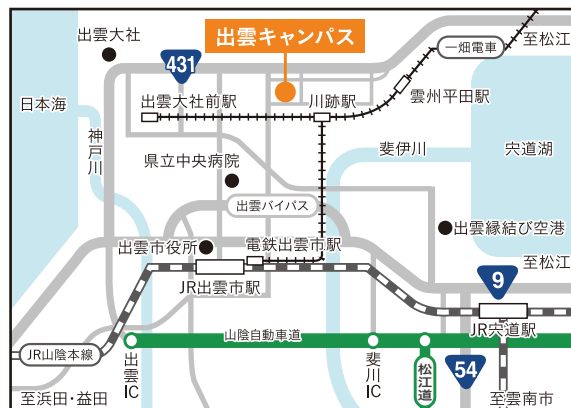 出雲大社
出雲キャンパス
431
一畑電車
至松江
日本海
出雲大社前駅
川跡駅
雲州平田駅
神戸川
県立中央病院
斐伊川
宍道湖
出雲バイパス
出雲縁結び空港
出雲市役所
電鉄出雲市駅
至松江
JR出雲市駅
9
JR宍道駅
山陰自動車道
JR山陰本線
出雲IC
斐川IC
松江道
54
至浜田・益田
至雲南市